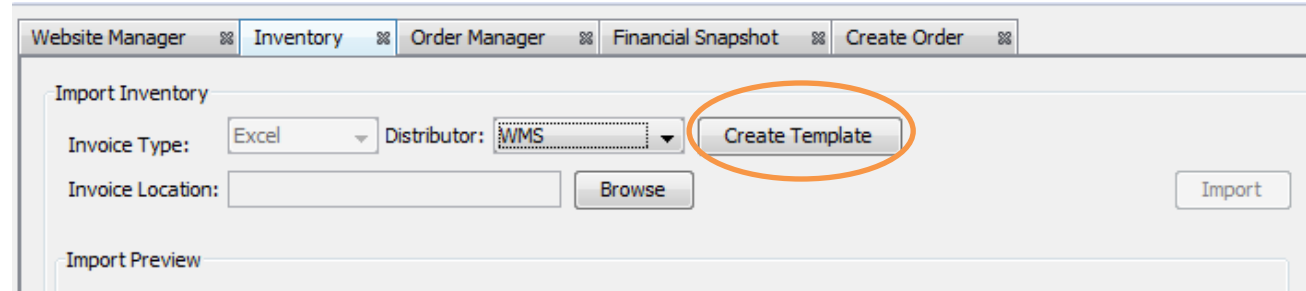 Website Manager Inventory Order Manager Financial Snapshot Create Order
Import Inventory
Invoice Type: Excel Distributor: WMS Create Template
Invoice Location: Browse Import
Import Preview